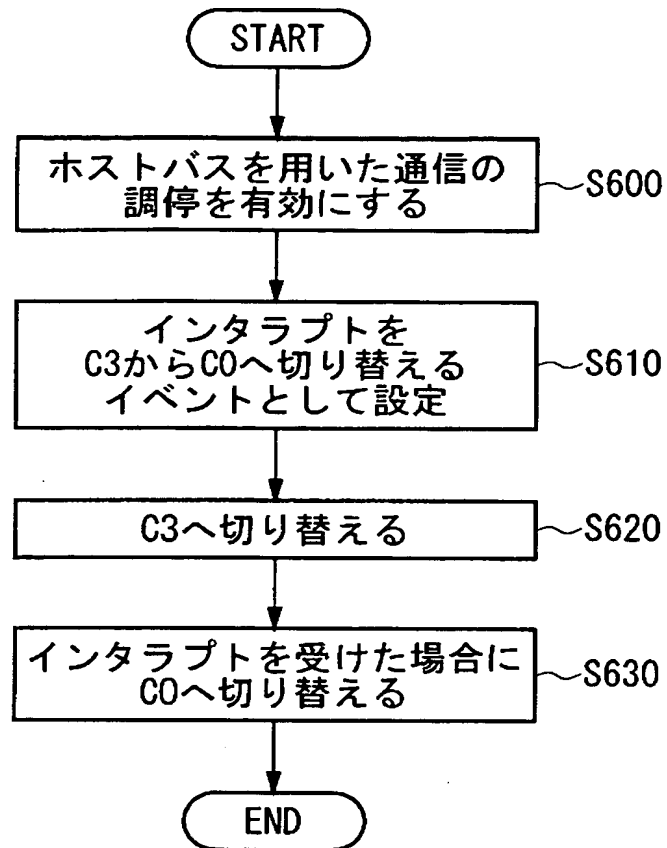 START
ホストバスを用いた通信の
調停を有効にする
S600
インタラプトを
C3からC0へ切り替える
イベントとして設定
S610
C3へ切り替える
S620
インタラプトを受けた場合に
C0へ切り替える
S630
END